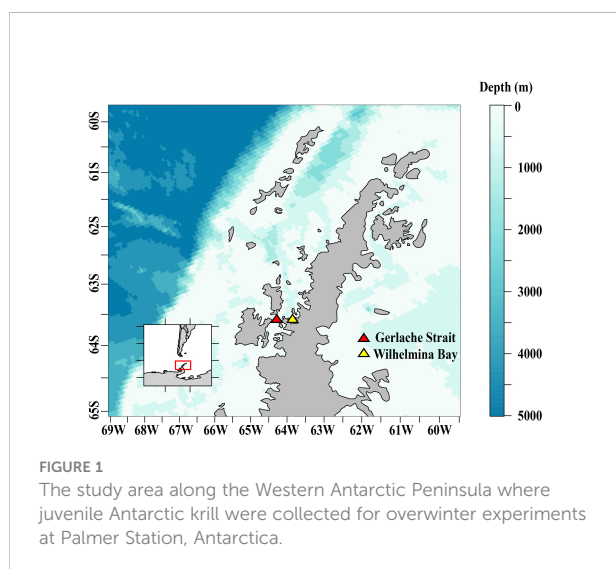 Depth (m)
0
1000
2000
3000
4000
5000
60S
61S
62S
63S
64S
65S
69W 68W 67W 66W 64W 63W 61W 60W
Gerlache Strait
Wilhelmina Bay
FIGURE 1
The study area along the Western Antarctic Peninsula where
juvenile Antarctic krill were collected for overwinter experiments
at Palmer Station, Antarctica.